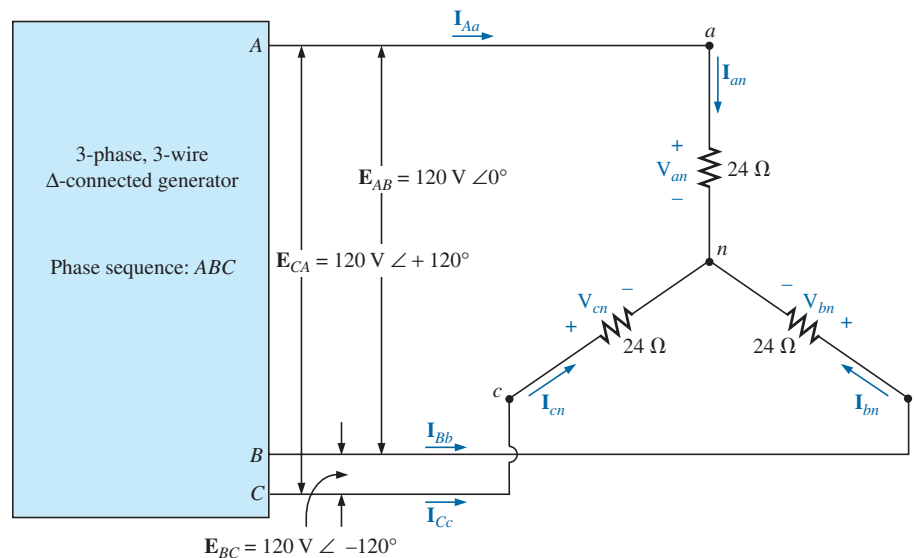 I_Aa
A
a
I_an
3-phase, 3-wire
Δ-connected generator
+
V_an
–
24 Ω
E_AB = 120 V ∠0°
n
Phase sequence: ABC
E_CA = 120 V ∠ + 120°
–
V_cn
+
24 Ω
–
V_bn
+
24 Ω
c
I_cn
I_bn
I_Bb
B
C
I_Cc
E_BC = 120 V ∠ –120°